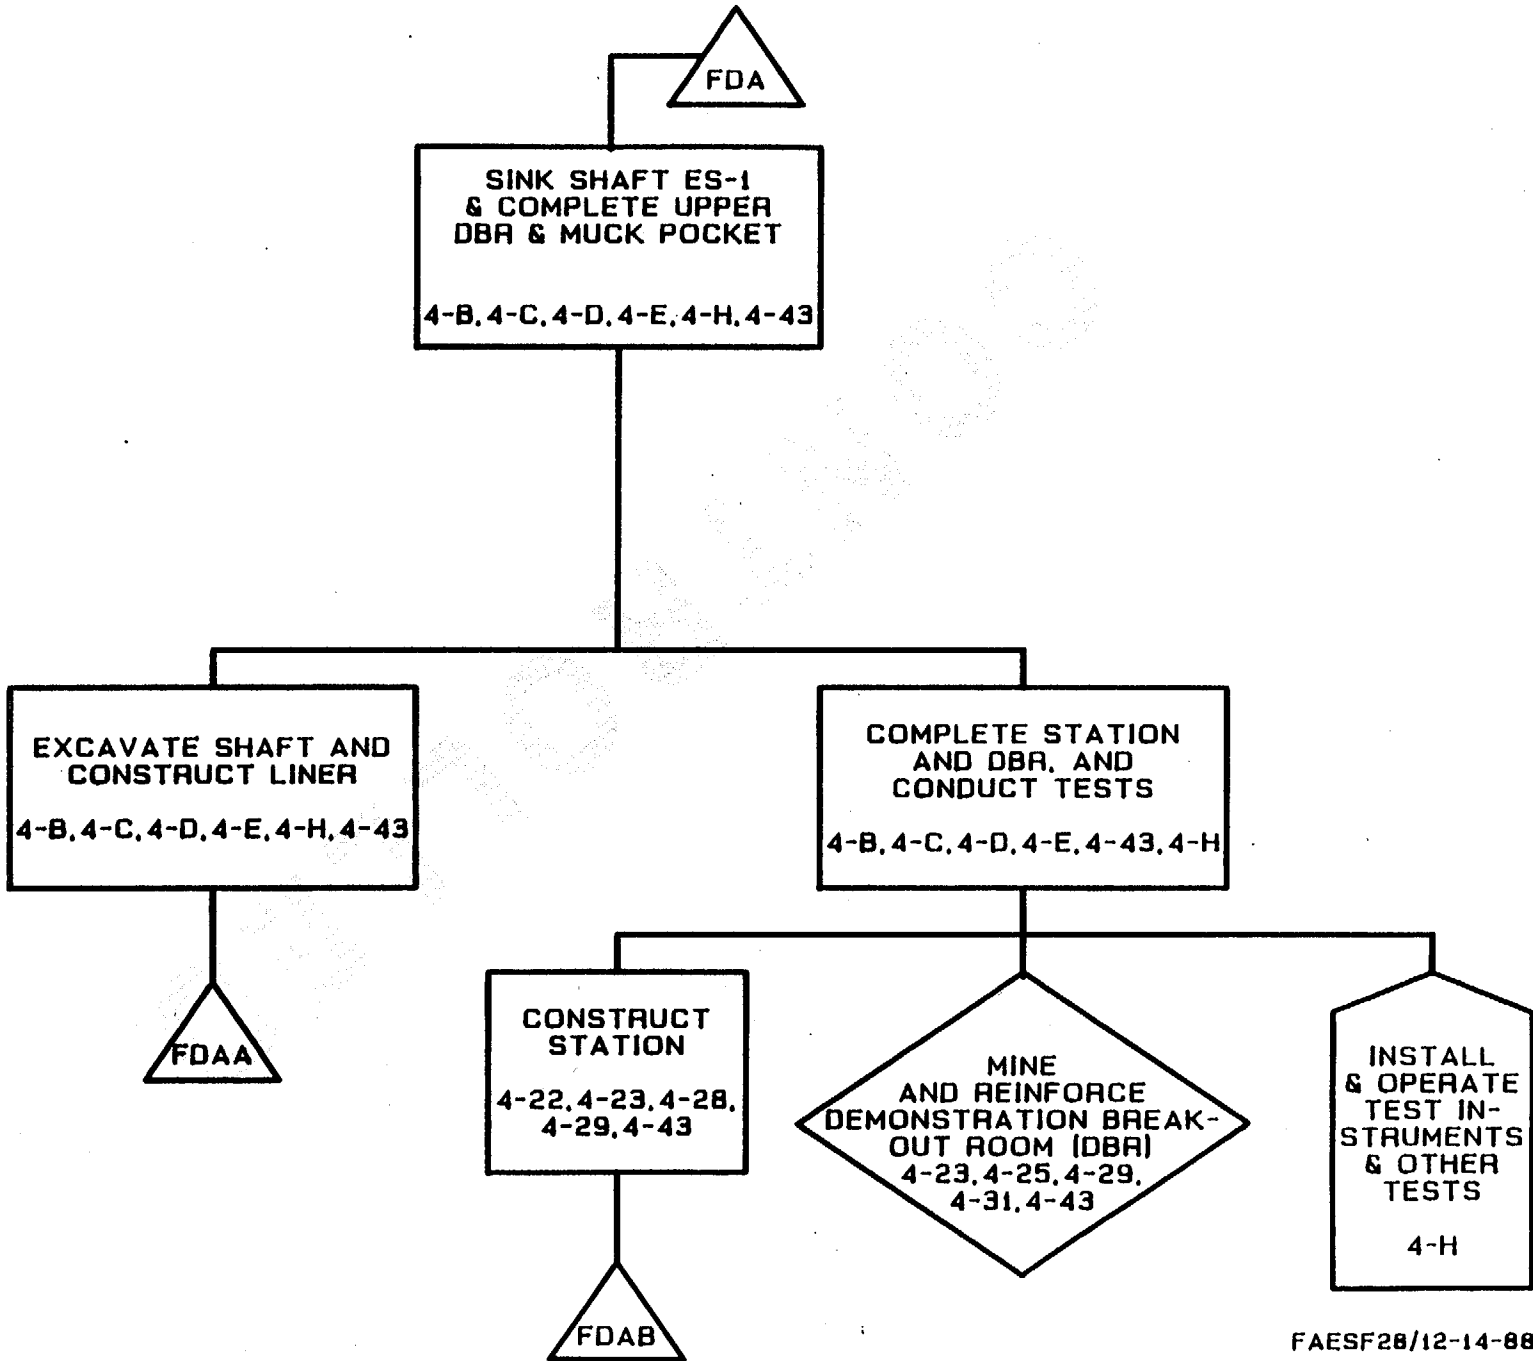 FDA
SINK SHAFT ES-1
& COMPLETE UPPER
DBR & MUCK POCKET
4-B, 4-C, 4-D, 4-E, 4-H, 4-43
EXCAVATE SHAFT AND
CONSTRUCT LINER
4-B, 4-C, 4-D, 4-E, 4-H, 4-43
COMPLETE STATION
AND DBR, AND
CONDUCT TESTS
4-B, 4-C, 4-D, 4-E, 4-43, 4-H
FDAA
CONSTRUCT
STATION
4-22, 4-23, 4-28,
4-29, 4-43
MINE
AND REINFORCE
DEMONSTRATION BREAK-
OUT ROOM (DBR)
4-23, 4-25, 4-29,
4-31, 4-43
INSTALL
& OPERATE
TEST IN-
STRUMENTS
& OTHER
TESTS
4-H
FDAB
FAESF28/12-14-88